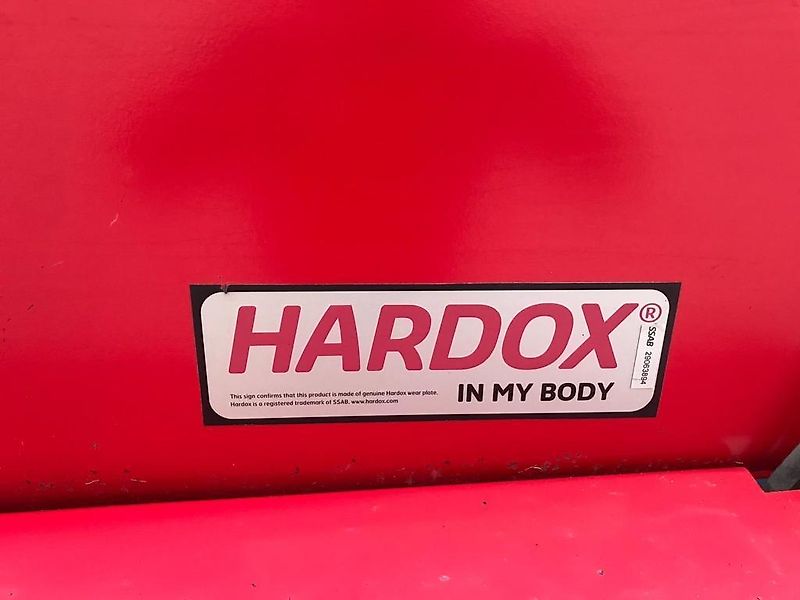 HARDOX®
SSAB 29063894
This sign confirms that this product is made of genuine Hardox wear plate.
Hardox is a registered trademark of SSAB, www.hardox.com
IN MY BODY